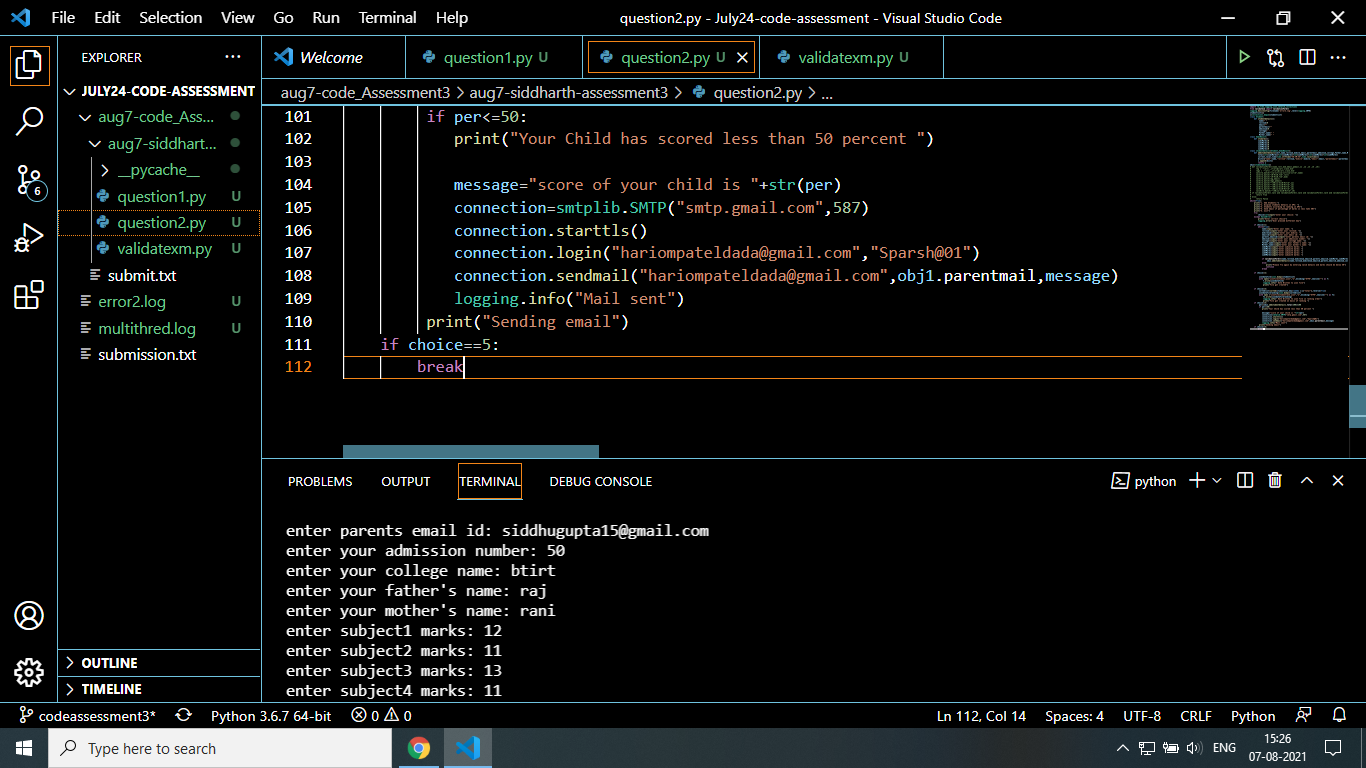 File Edit Selection View Go Run Terminal Help question2.py - July24-code-assessment - Visual Studio Code
EXPLORER ...
Welcome question1.py U question2.py U validatexm.py U
JULY24-CODE-ASSESSMENT
aug7-code_Ass...
aug7-siddhart...
__pycache__
question1.py U
question2.py U
validatexm.py U
submit.txt
error2.log U
multithred.log U
submission.txt
OUTLINE
TIMELINE
6
aug7-code_Assessment3 > aug7-siddharth-assessment3 > question2.py > ...
101 if per<=50:
102 print("Your Child has scored less than 50 percent ")
103
104 message="score of your child is "+str(per)
105 connection=smtplib.SMTP("smtp.gmail.com",587)
106 connection.starttls()
107 connection.login("hariompateldada@gmail.com","Sparsh@01")
108 connection.sendmail("hariompateldada@gmail.com",obj1.parentmail,message)
109 logging.info("Mail sent")
110 print("Sending email")
111 if choice==5:
112 break
PROBLEMS OUTPUT TERMINAL DEBUG CONSOLE python
enter parents email id: siddhugupta15@gmail.com
enter your admission number: 50
enter your college name: btirt
enter your father's name: raj
enter your mother's name: rani
enter subject1 marks: 12
enter subject2 marks: 11
enter subject3 marks: 13
enter subject4 marks: 11
codeassessment3* Python 3.6.7 64-bit 0 0 Ln 112, Col 14 Spaces: 4 UTF-8 CRLF Python
Type here to search ENG 15:26
07-08-2021